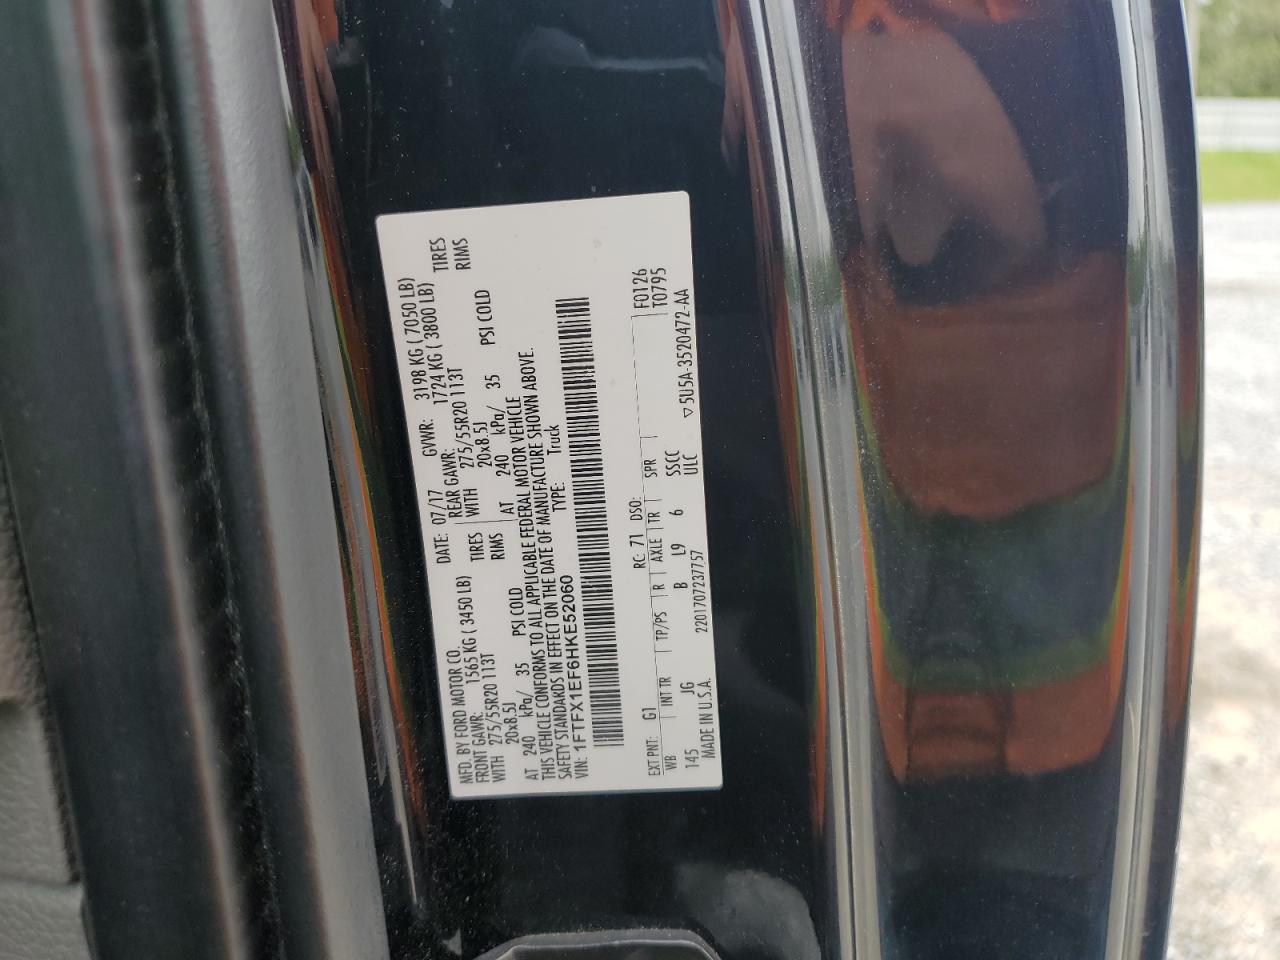 MFD. BY FORD MOTOR CO. DATE: 07/17 GVWR: 3198 KG ( 7050 LB)
FRONT GAWR: 1565 KG ( 3450 LB) REAR GAWR: 1724 KG ( 3800 LB)
WITH 275/55R20 113T TIRES WITH 275/55R20 113T TIRES
20x8.5J RIMS 20x8.5J RIMS
AT 240 kPa/ 35 PSI COLD AT 240 kPa/ 35 PSI COLD
THIS VEHICLE CONFORMS TO ALL APPLICABLE FEDERAL MOTOR VEHICLE
SAFETY STANDARDS IN EFFECT ON THE DATE OF MANUFACTURE SHOWN ABOVE.
VIN: 1FTFX1EF6HKE52060 TYPE: Truck
EXT PNT: G1 RC: 71 DSO: F0126
WB INT TR TP/PS R AXLE TR SPR T0795
145 JG B L9 6 SSCC
MADE IN U.S.A. 2201707237757 ULC ▽5U5A-3520472-AA